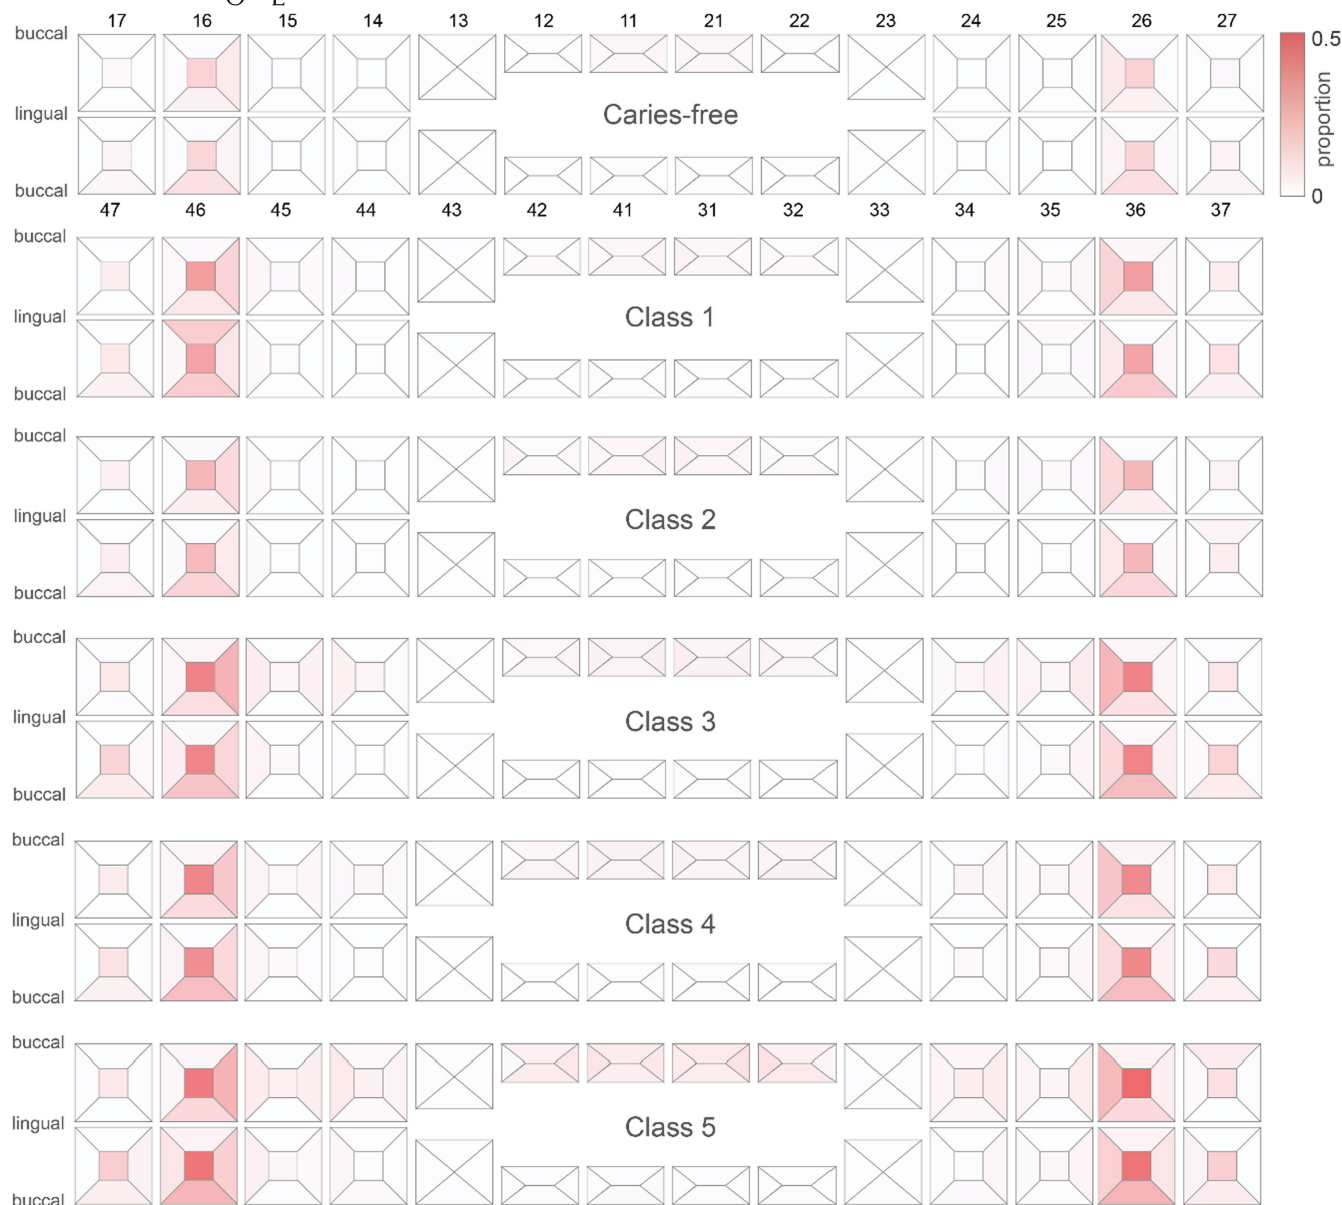 17 16 15 14 13 12 11 21 22 23 24 25 26 27
buccal
lingual
buccal
Caries-free
0.5
proportion
0
47 46 45 44 43 42 41 31 32 33 34 35 36 37
buccal
lingual
buccal
Class 1
buccal
lingual
buccal
Class 2
buccal
lingual
buccal
Class 3
buccal
lingual
buccal
Class 4
buccal
lingual
buccal
Class 5